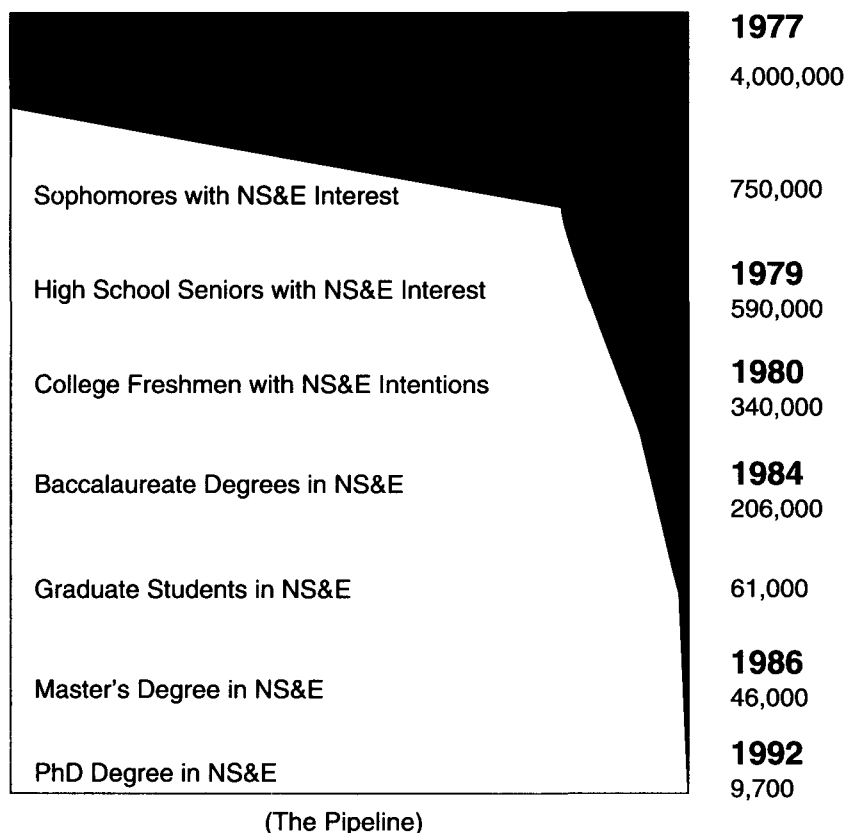 1977
4,000,000
Sophomores with NS&E Interest
750,000
High School Seniors with NS&E Interest
1979
590,000
College Freshmen with NS&E Intentions
1980
340,000
Baccalaureate Degrees in NS&E
1984
206,000
Graduate Students in NS&E
61,000
Master's Degree in NS&E
1986
46,000
PhD Degree in NS&E
1992
9,700
(The Pipeline)